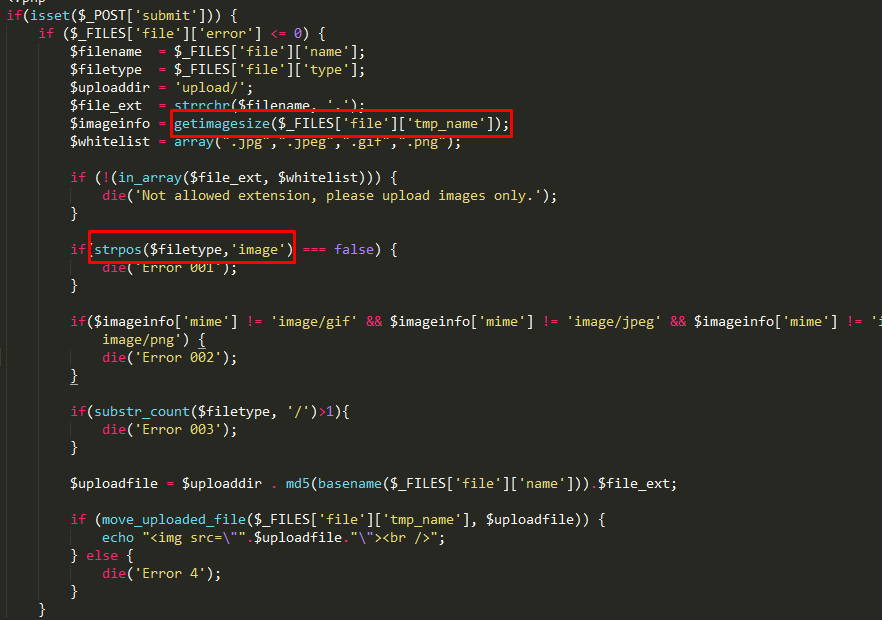 if(isset($_POST['submit'])) {
if ($_FILES['file']['error'] <= 0) {
$filename  = $_FILES['file']['name'];
$filetype  = $_FILES['file']['type'];
$uploaddir = 'upload/';
$file_ext  = strrchr($filename, '.');
$imageinfo = getimagesize($_FILES['file']['tmp_name']);
$whitelist = array(".jpg",".jpeg",".gif",".png");
if (!(in_array($file_ext, $whitelist))) {
die('Not allowed extension, please upload images only.');
}
if(strpos($filetype,'image') === false) {
die('Error 001');
}
if($imageinfo['mime'] != 'image/gif' && $imageinfo['mime'] != 'image/jpeg' && $imageinfo['mime'] != '
image/png') {
die('Error 002');
}
if(substr_count($filetype, '/')>1){
die('Error 003');
}
$uploadfile = $uploaddir . md5(basename($_FILES['file']['name'])).$file_ext;
if (move_uploaded_file($_FILES['file']['tmp_name'], $uploadfile)) {
echo "<img src=\"".$uploadfile."\"><br />";
} else {
die('Error 4');
}
}